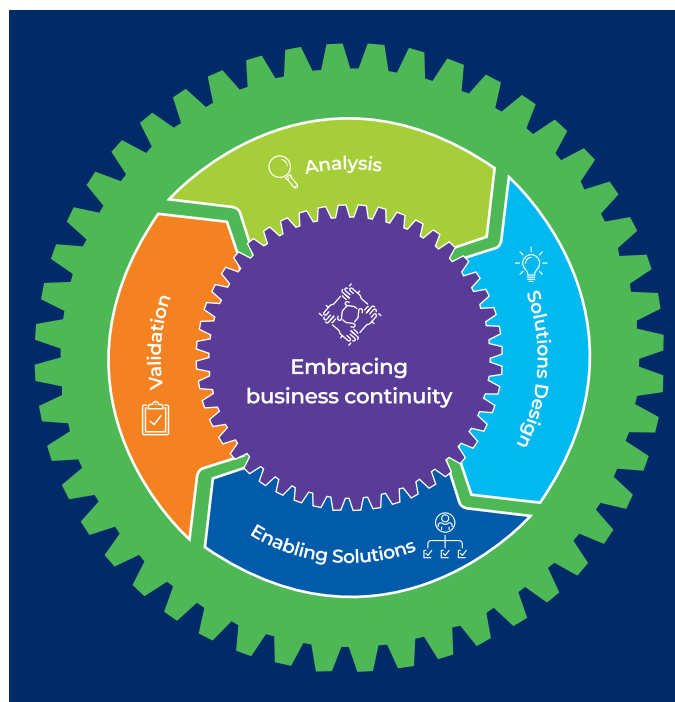 Analysis
Solutions Design
Enabling Solutions
Validation
Embracing
business continuity